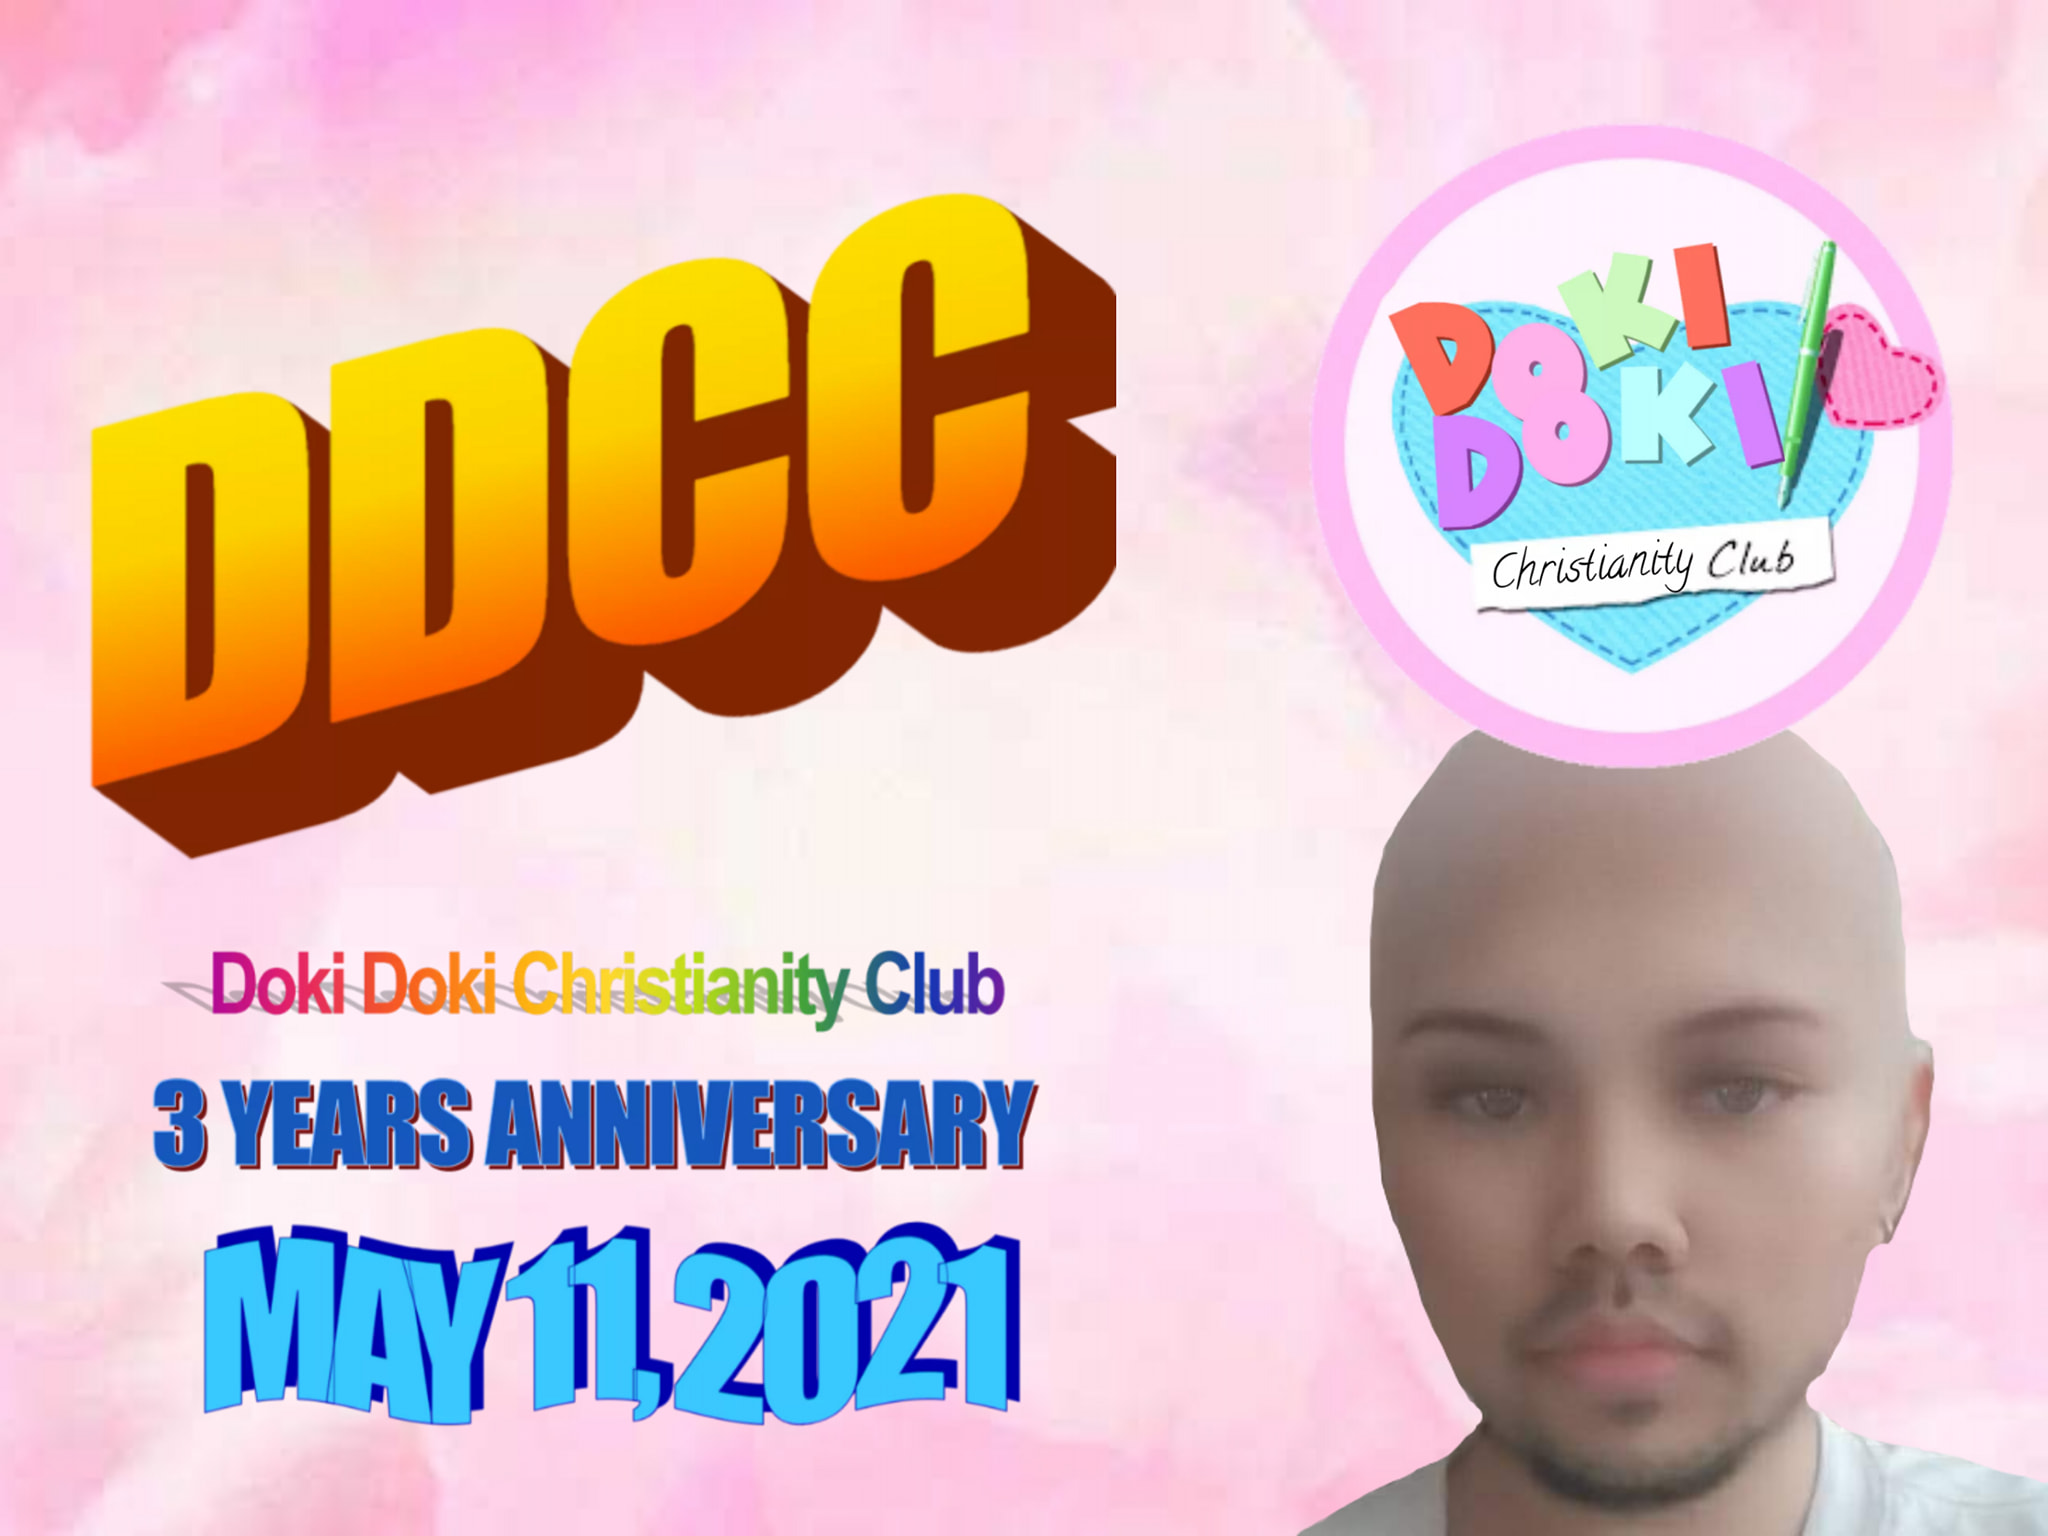 DDCC
DOKI
DOKI
Christianity Club
Doki Doki Christianity Club
3 YEARS ANNIVERSARY
MAY 11, 2021